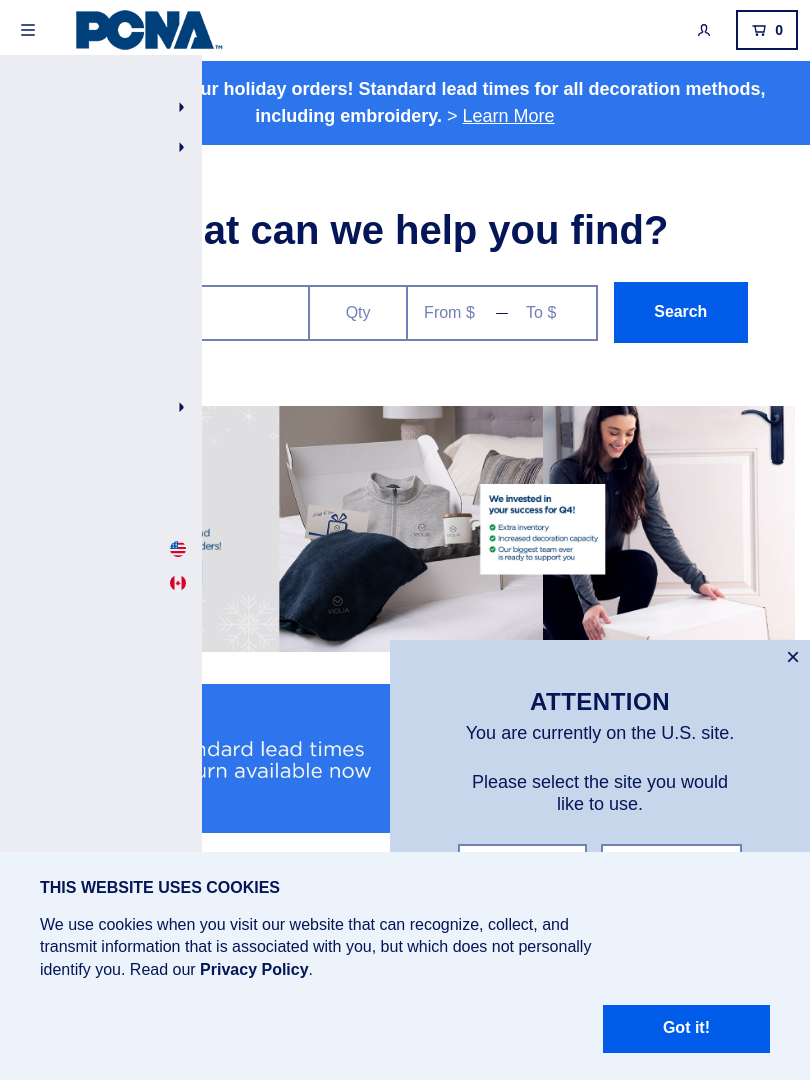 PCNA™
0
ur holiday orders! Standard lead times for all decoration methods,
including embroidery. > Learn More
at can we help you find?
Qty
From $ — To $
Search
We invested in
your success for Q4!
Extra inventory
Increased decoration capacity
Our biggest team ever
is ready to support you
ders!
VIOLIA
VIOLIA
VIOLIA
ndard lead times
urn available now
×
ATTENTION
You are currently on the U.S. site.
Please select the site you would
like to use.
THIS WEBSITE USES COOKIES
We use cookies when you visit our website that can recognize, collect, and
transmit information that is associated with you, but which does not personally
identify you. Read our Privacy Policy.
Got it!